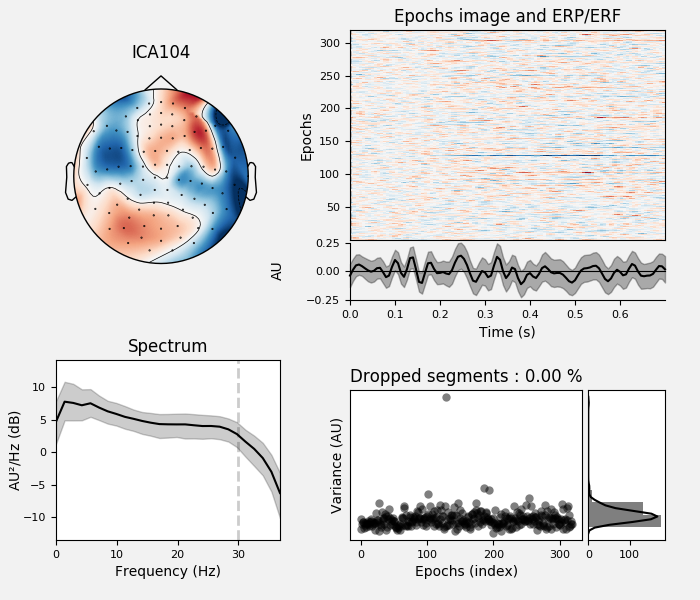 ICA104
Epochs image and ERP/ERF
Epochs
300
250
200
150
100
50
AU
0.25
0.00
−0.25
0.0 0.1 0.2 0.3 0.4 0.5 0.6
Time (s)
Spectrum
AU²/Hz (dB)
10
5
0
−5
−10
0 10 20 30
Frequency (Hz)
Dropped segments : 0.00 %
Variance (AU)
0 100 200 300
Epochs (index)
0 100